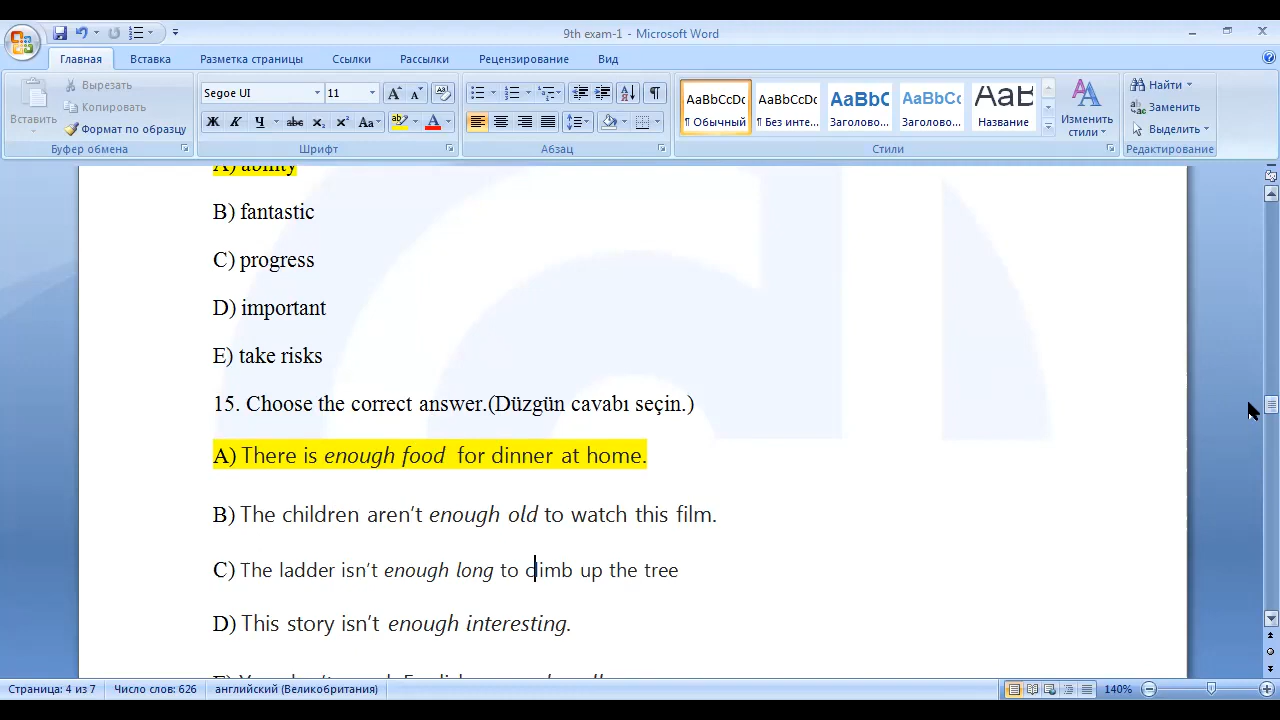 9th exam-1 - Microsoft Word
Главная Вставка Разметка страницы Ссылки Рассылки Рецензирование Вид
Вставить
Вырезать
Копировать
Формат по образцу
Буфер обмена
Segoe UI 11
Ж К Ч abc x₂ x² Aa
Шрифт
Абзац
AaBbCcDc AaBbCcDc AaBbC AaBbCc AaB
¶ Обычный ¶ Без инте... Заголово... Заголово... Название
Стили
Изменить стили
Найти
Заменить
Выделить
Редактирование
A) ability
B) fantastic
C) progress
D) important
E) take risks
15. Choose the correct answer.(Düzgün cavabı seçin.)
A) There is enough food for dinner at home.
B) The children aren’t enough old to watch this film.
C) The ladder isn’t enough long to climb up the tree
D) This story isn’t enough interesting.
Страница: 4 из 7 Число слов: 626 английский (Великобритания) 140%